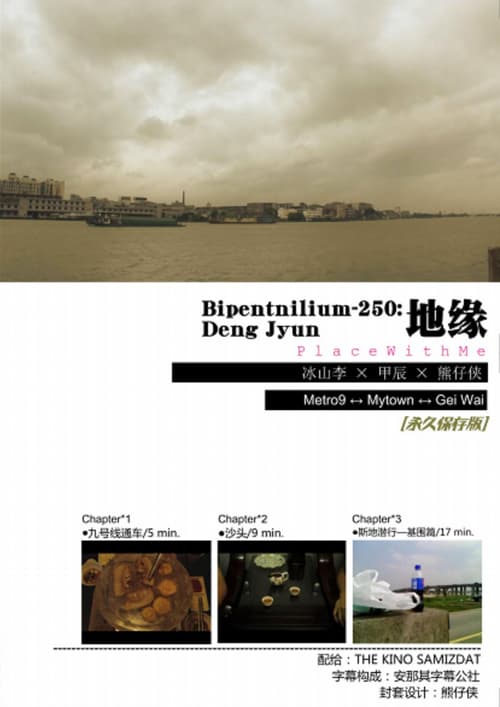 Bipentnilium-250:
Deng Jyun
地缘
PlaceWithMe
冰山李 × 甲辰 × 熊仔侠
Metro9 ↔ Mytown ↔ Gei Wai
[永久保存版]
Chapter*1
●九号线通车/5 min.
Chapter*2
●沙头/9 min.
Chapter*3
●斯地潜行—基围篇/17 min.
配给：THE KINO SAMIZDAT
字幕构成：安那其字幕公社
封套设计：熊仔侠